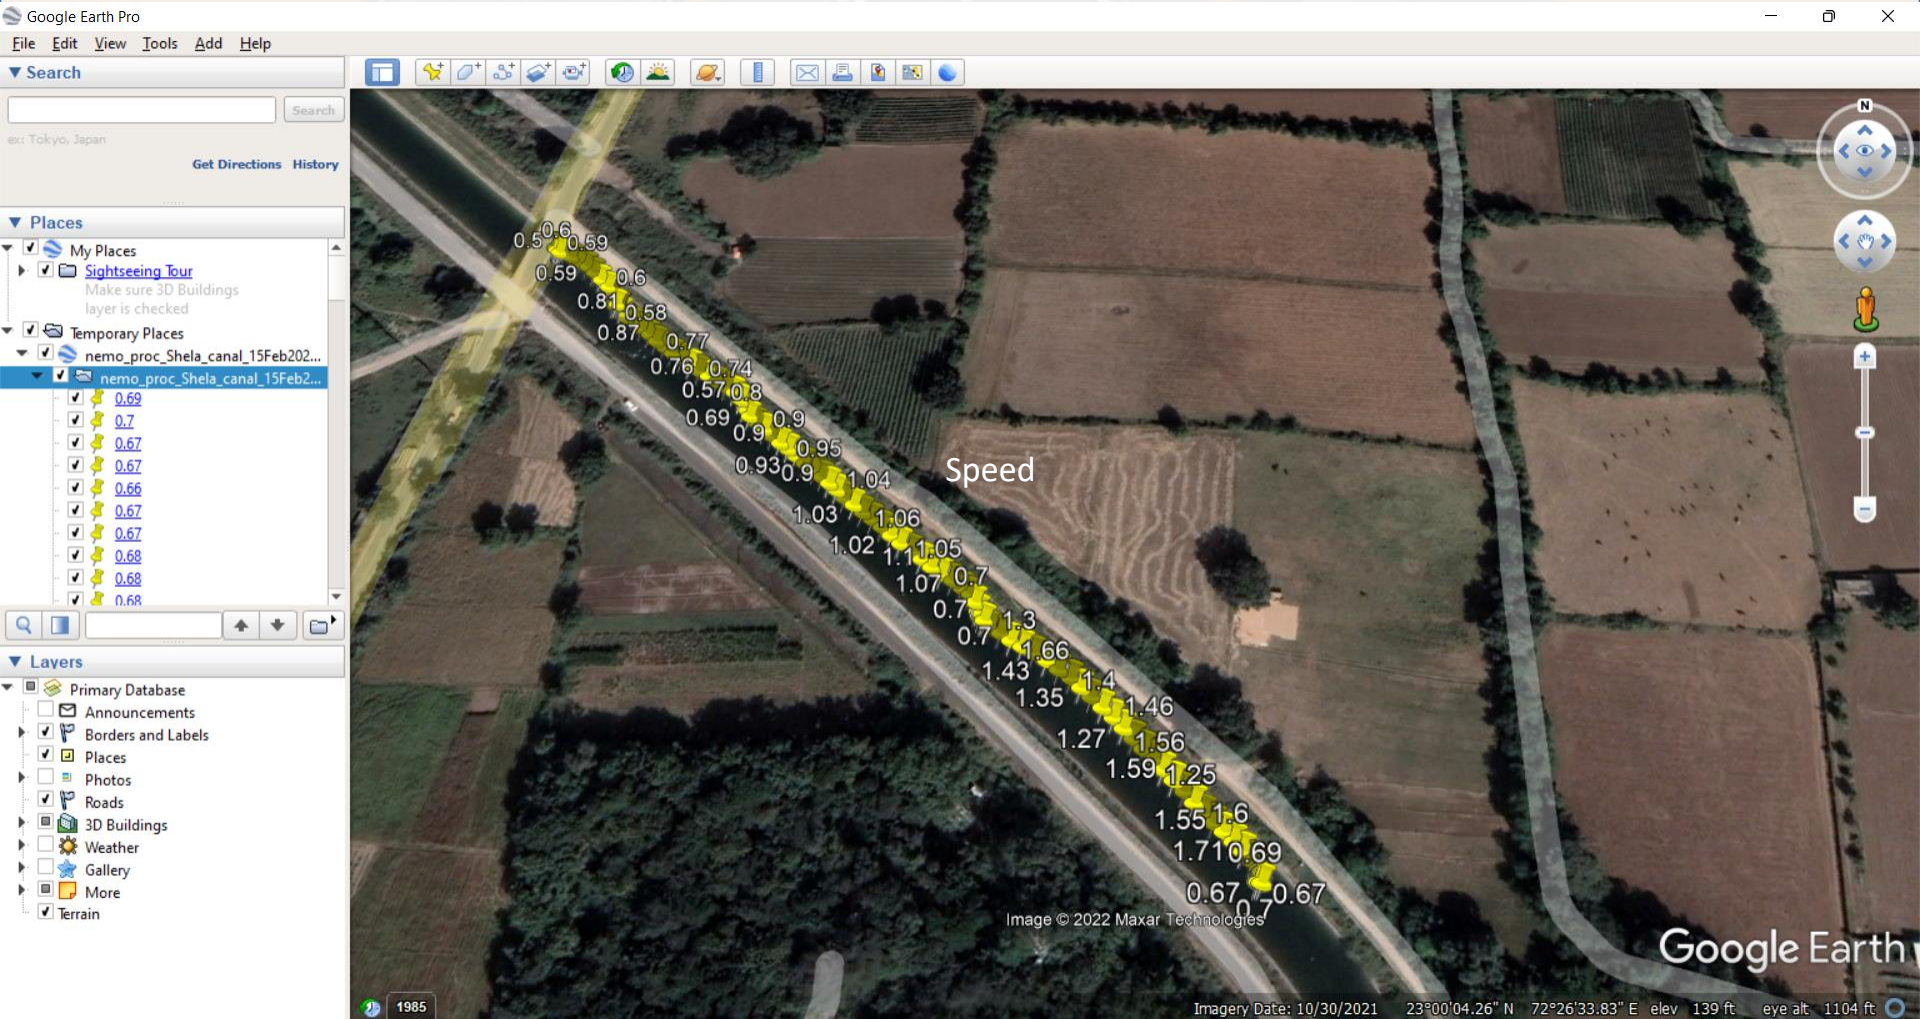 Google Earth Pro
File Edit View Tools Add Help
Search
Search
ex: Tokyo, Japan
Get Directions History
Places
My Places
Sightseeing Tour
Make sure 3D Buildings
layer is checked
Temporary Places
nemo_proc_Shela_canal_15Feb202...
nemo_proc_Shela_canal_15Feb2...
0.69
0.7
0.67
0.67
0.66
0.67
0.67
0.68
0.68
0.68
Layers
Primary Database
Announcements
Borders and Labels
Places
Photos
Roads
3D Buildings
Weather
Gallery
More
Terrain
N
0.5 0.6 0.59
0.59 0.6
0.81 0.58
0.87 0.77
0.76 0.74
0.57 0.8
0.69 0.9
0.9 0.95
0.93 0.9 1.04
Speed
1.03 1.06
1.02 1.1 1.05
1.07 0.7
0.7 1.3
0.7 1.66
1.43 1.4
1.35 1.46
1.27 1.56
1.59 1.25
1.55 1.6
1.71 0.69
0.67 0.67
0.7
Image © 2022 Maxar Technologies
Google Earth
1985
Imagery Date: 10/30/2021 23°00'04.26" N 72°26'33.83" E elev 139 ft eye alt 1104 ft